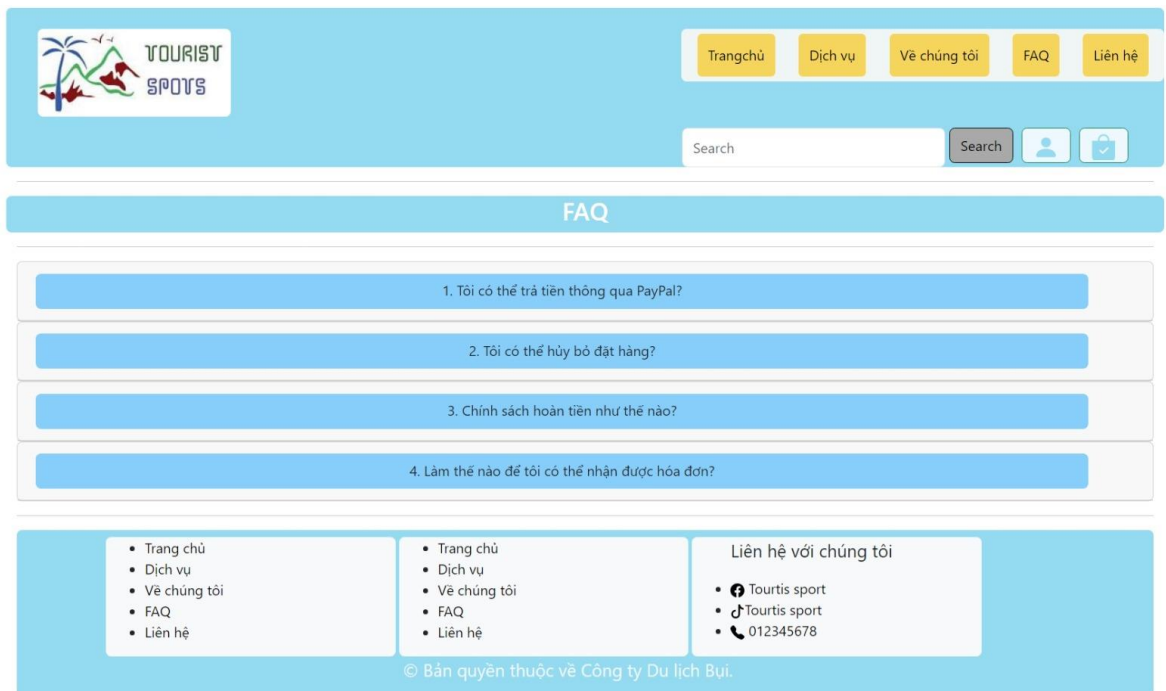 TOURIST
SPOTS
Trangchủ Dịch vụ Về chúng tôi FAQ Liên hệ
Search Search
FAQ
1. Tôi có thể trả tiền thông qua PayPal?
2. Tôi có thể hủy bỏ đặt hàng?
3. Chính sách hoàn tiền như thế nào?
4. Làm thế nào để tôi có thể nhận được hóa đơn?
• Trang chủ
• Dịch vụ
• Về chúng tôi
• FAQ
• Liên hệ
• Trang chủ
• Dịch vụ
• Về chúng tôi
• FAQ
• Liên hệ
Liên hệ với chúng tôi
• Tourtis sport
• Tourtis sport
• 012345678
© Bản quyền thuộc về Công ty Du lịch Bụi.